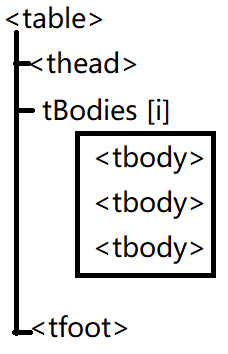 <table>
<thead>
tBodies [i]
<tbody>
<tbody>
<tbody>
<tfoot>